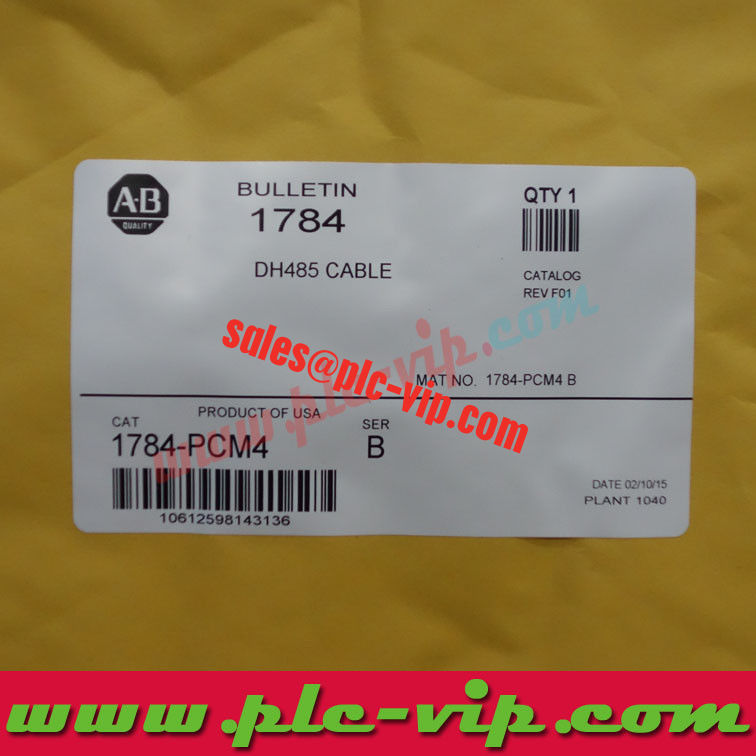 A-B
QUALITY
BULLETIN
1784
DH485 CABLE
QTY 1
CATALOG
REV F01
sales@plc-vip.com
plc-vip.com
MAT NO. 1784-PCM4 B
PRODUCT OF USA
CAT
1784-PCM4
SER
B
10612598143136
DATE 02/10/15
PLANT 1040
www.plc-vip.com